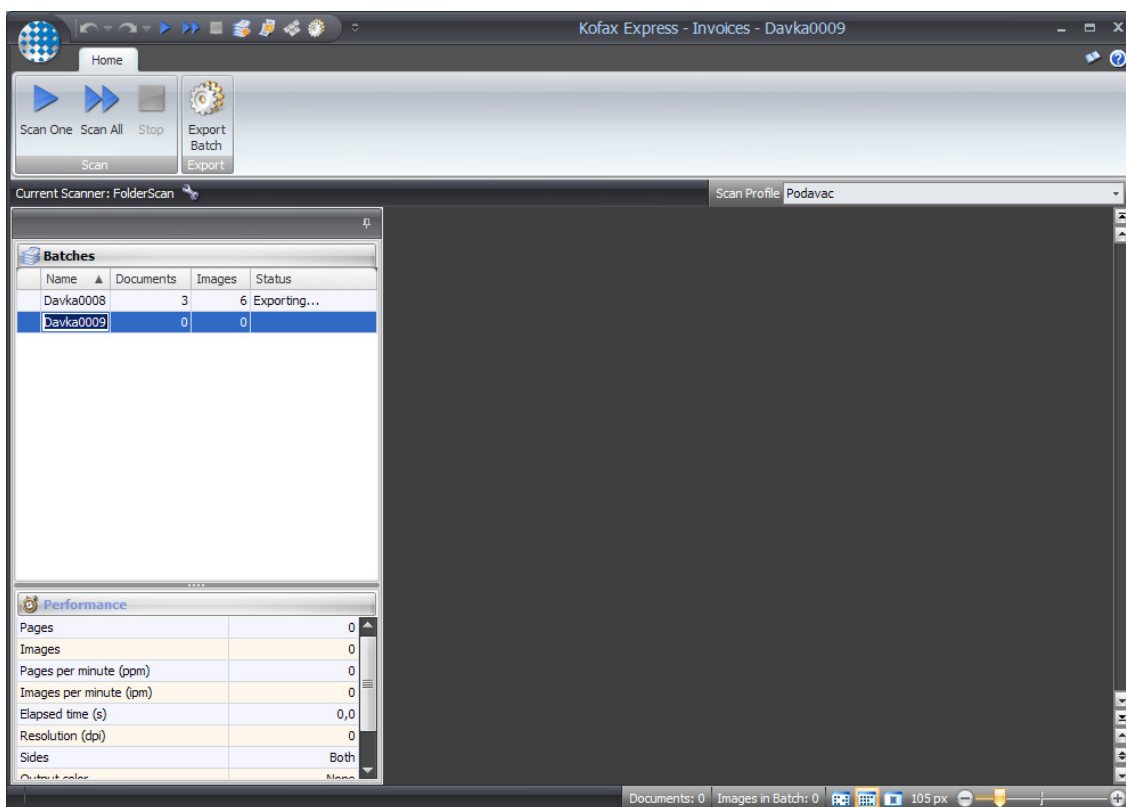 Kofax Express - Invoices - Davka0009
Home
Scan One Scan All Stop Export Batch
Scan Export
Current Scanner: FolderScan Scan Profile Podavac
Batches
Name Documents Images Status
Davka0008 3 6 Exporting...
Davka0009 0 0
Performance
Pages 0
Images 0
Pages per minute (ppm) 0
Images per minute (ipm) 0
Elapsed time (s) 0,0
Resolution (dpi) 0
Sides Both
Output color None
Documents: 0 Images in Batch: 0 105 px